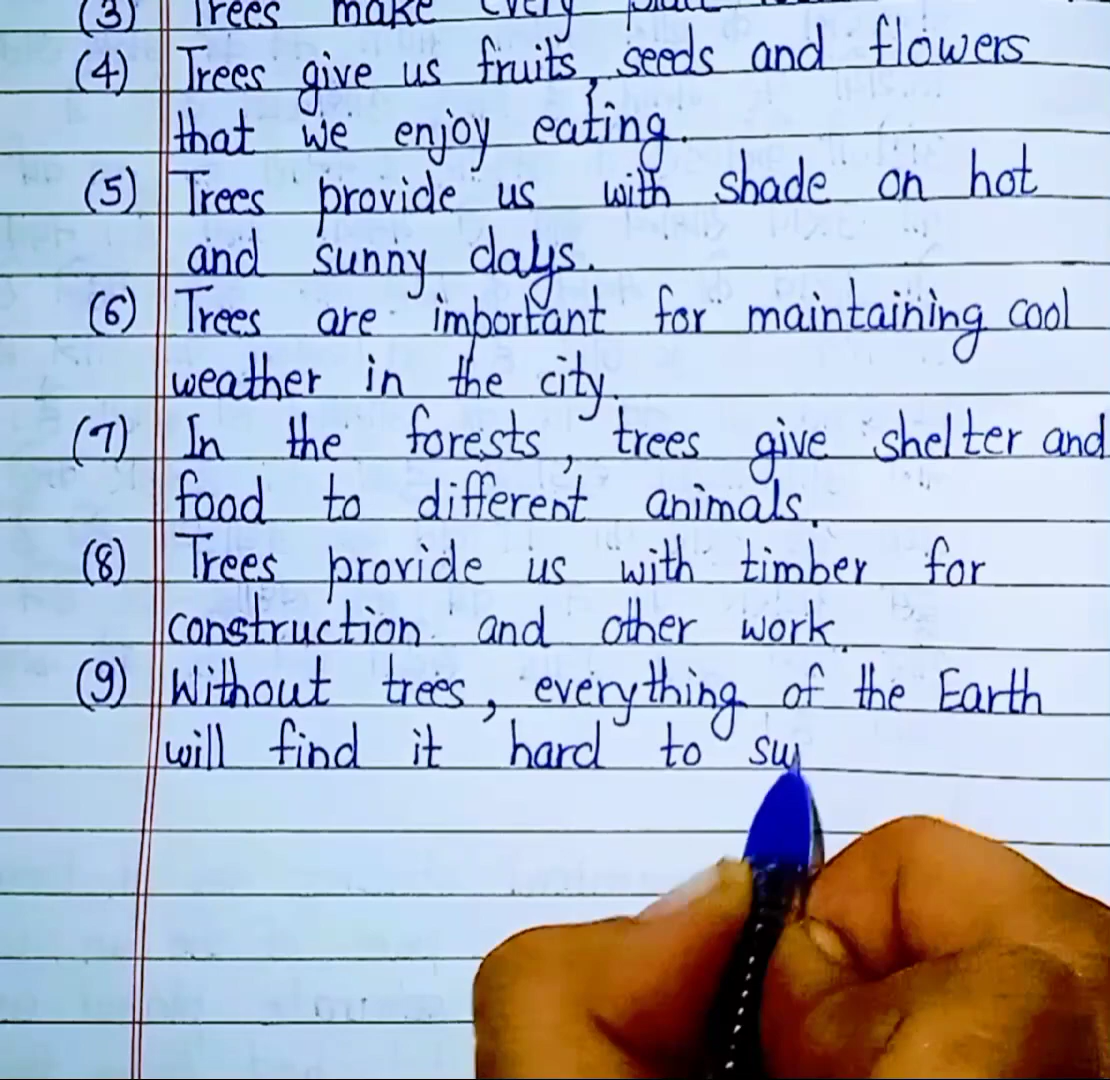 (3) Trees make every
(4) Trees give us fruits, seeds and flowers
that we enjoy eating.
(5) Trees provide us with shade on hot
and sunny days.
(6) Trees are important for maintaining cool
weather in the city.
(7) In the forests, trees give shelter and
food to different animals.
(8) Trees provide us with timber for
construction and other work.
(9) Without trees, everything of the Earth
will find it hard to su